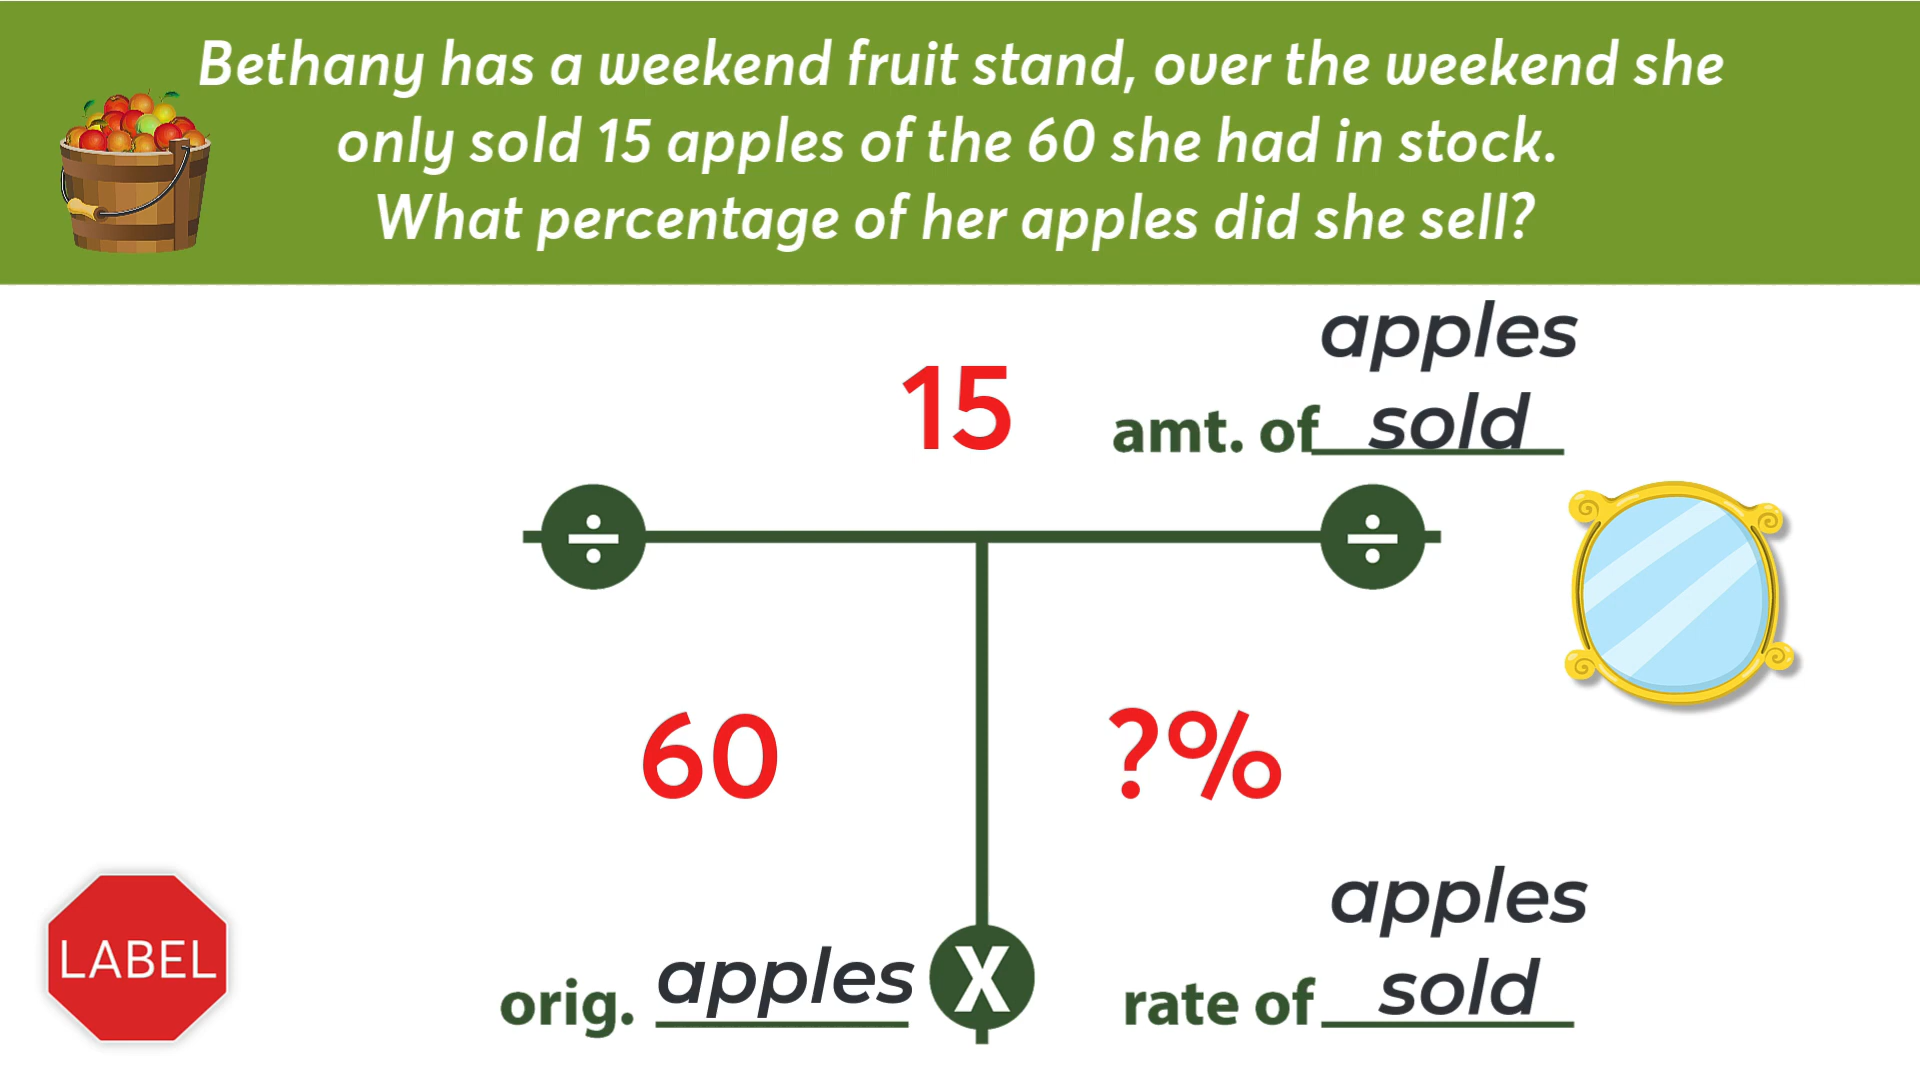 Bethany has a weekend fruit stand, over the weekend she
only sold 15 apples of the 60 she had in stock.
What percentage of her apples did she sell?
apples
15 amt. of sold
÷ ÷
60 ?%
apples
LABEL orig. apples X rate of sold